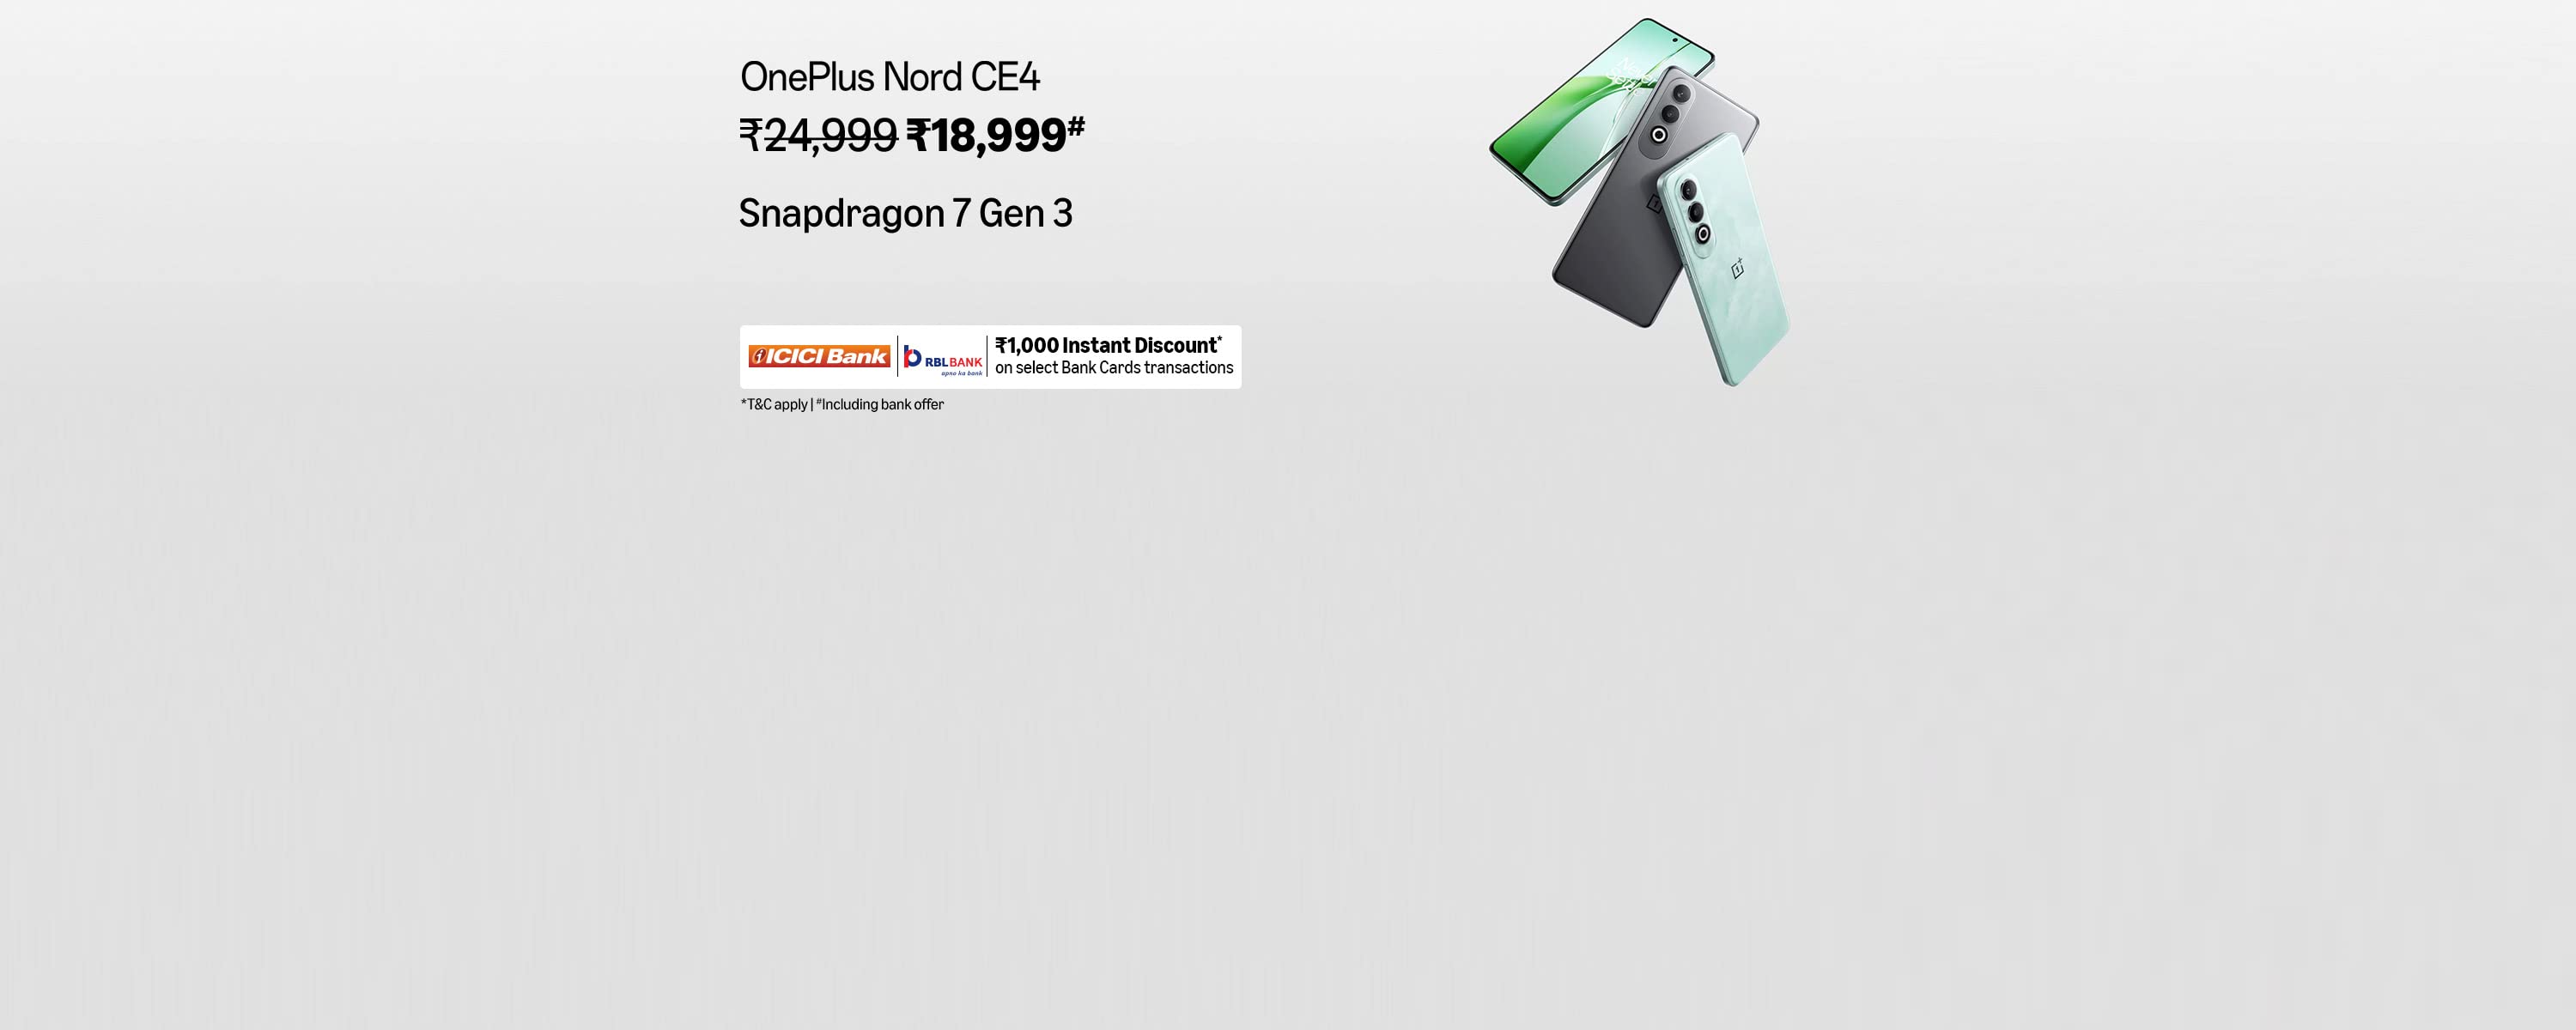 OnePlus Nord CE4
₹24,999 ₹18,999#
Snapdragon 7 Gen 3
ICICI Bank
RBL BANK
apno ka bank
₹1,000 Instant Discount*
on select Bank Cards transactions
*T&C apply | #Including bank offer